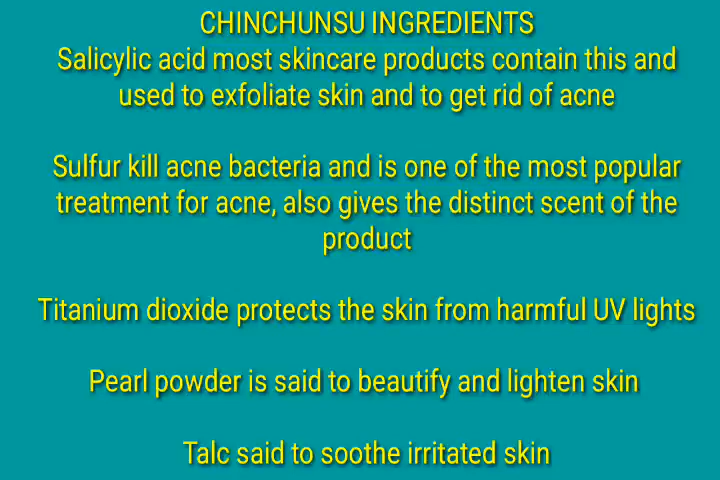 CHINCHUNSU INGREDIENTS
Salicylic acid most skincare products contain this and
used to exfoliate skin and to get rid of acne
Sulfur kill acne bacteria and is one of the most popular
treatment for acne, also gives the distinct scent of the
product
Titanium dioxide protects the skin from harmful UV lights
Pearl powder is said to beautify and lighten skin
Talc said to soothe irritated skin